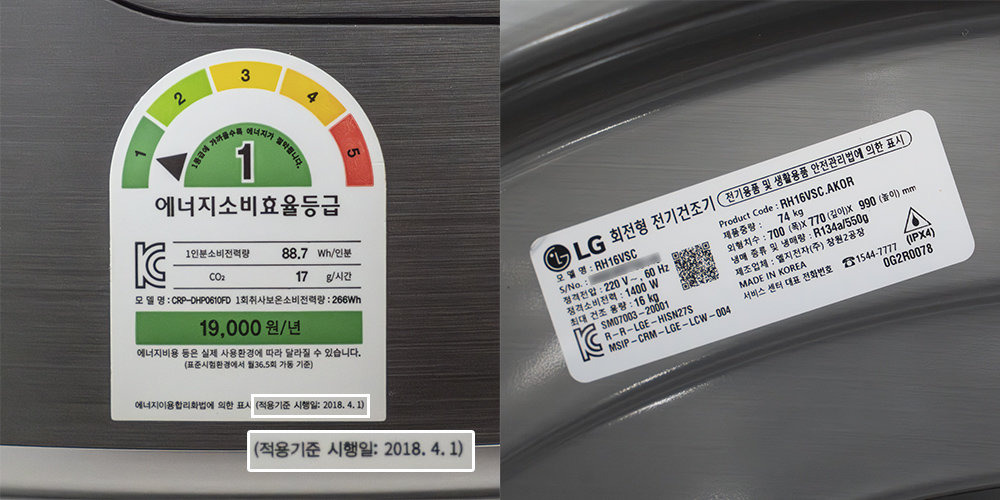 1
2
3
4
5
1등급에 가까울수록 에너지가 절약됩니다.
1
에너지소비효율등급
1인분소비전력량 88.7 Wh/인분
CO₂ 17 g/시간
모 델 명 : CRP-DHP0610FD 1회취사보온소비전력량 : 266Wh
19,000 원/년
에너지비용 등은 실제 사용환경에 따라 달라질 수 있습니다.
(표준시험환경에서 월36.5회 가동 기준)
에너지이용합리화법에 의한 표시 (적용기준 시행일: 2018. 4. 1)
(적용기준 시행일: 2018. 4. 1)
LG 회전형 전기건조기 (전기용품 및 생활용품 안전관리법에 의한 표시)
모 델 명 : RH16VSC
S/No. :
정격전압 : 220 V~, 60 Hz
정격소비전력 : 1400 W
최대 건조 용량 : 16 kg
SM07003-20001
R-R-LGE-HISN27S
MSIP-CRM-LGE-LCW-004
Product Code : RH16VSC.AKOR
제품중량 : 74 kg
외형치수 : 700 (폭)X 770 (깊이)X 990 (높이) mm
냉매 종류 및 냉매량 : R134a/550g
제조업체 : 엘지전자(주) 창원2공장
MADE IN KOREA
서비스 센터 대표 전화번호 ☎1544-7777
(IPX4)
0G2R0078